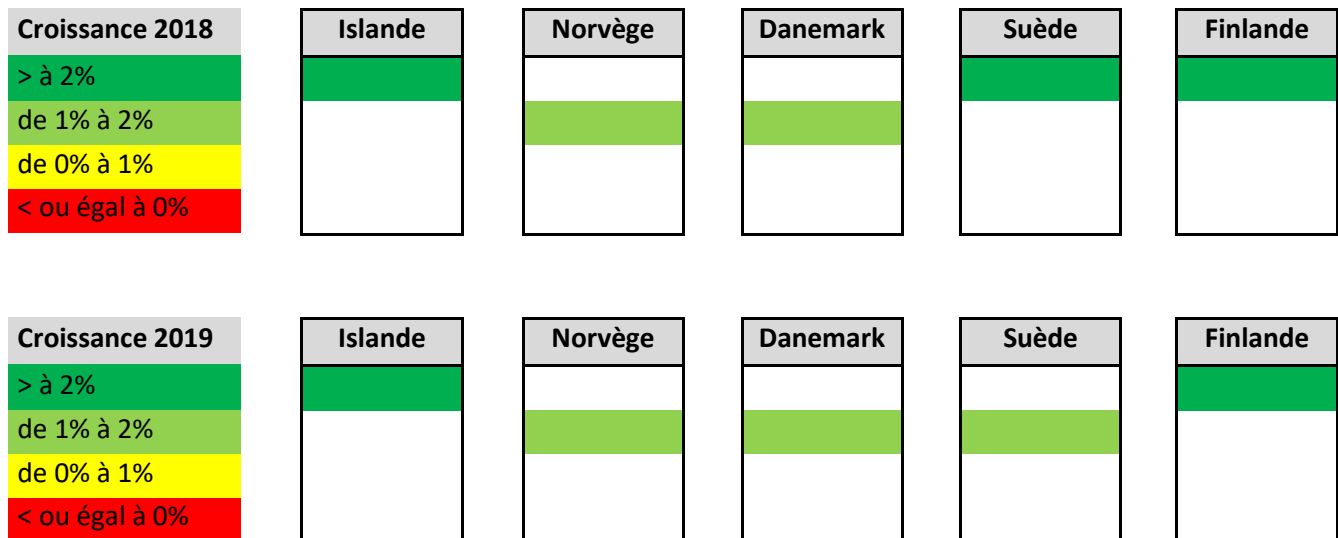 Croissance 2018 Islande Norvège Danemark Suède Finlande
> à 2%
de 1% à 2%
de 0% à 1%
< ou égal à 0%
Croissance 2019 Islande Norvège Danemark Suède Finlande
> à 2%
de 1% à 2%
de 0% à 1%
< ou égal à 0%